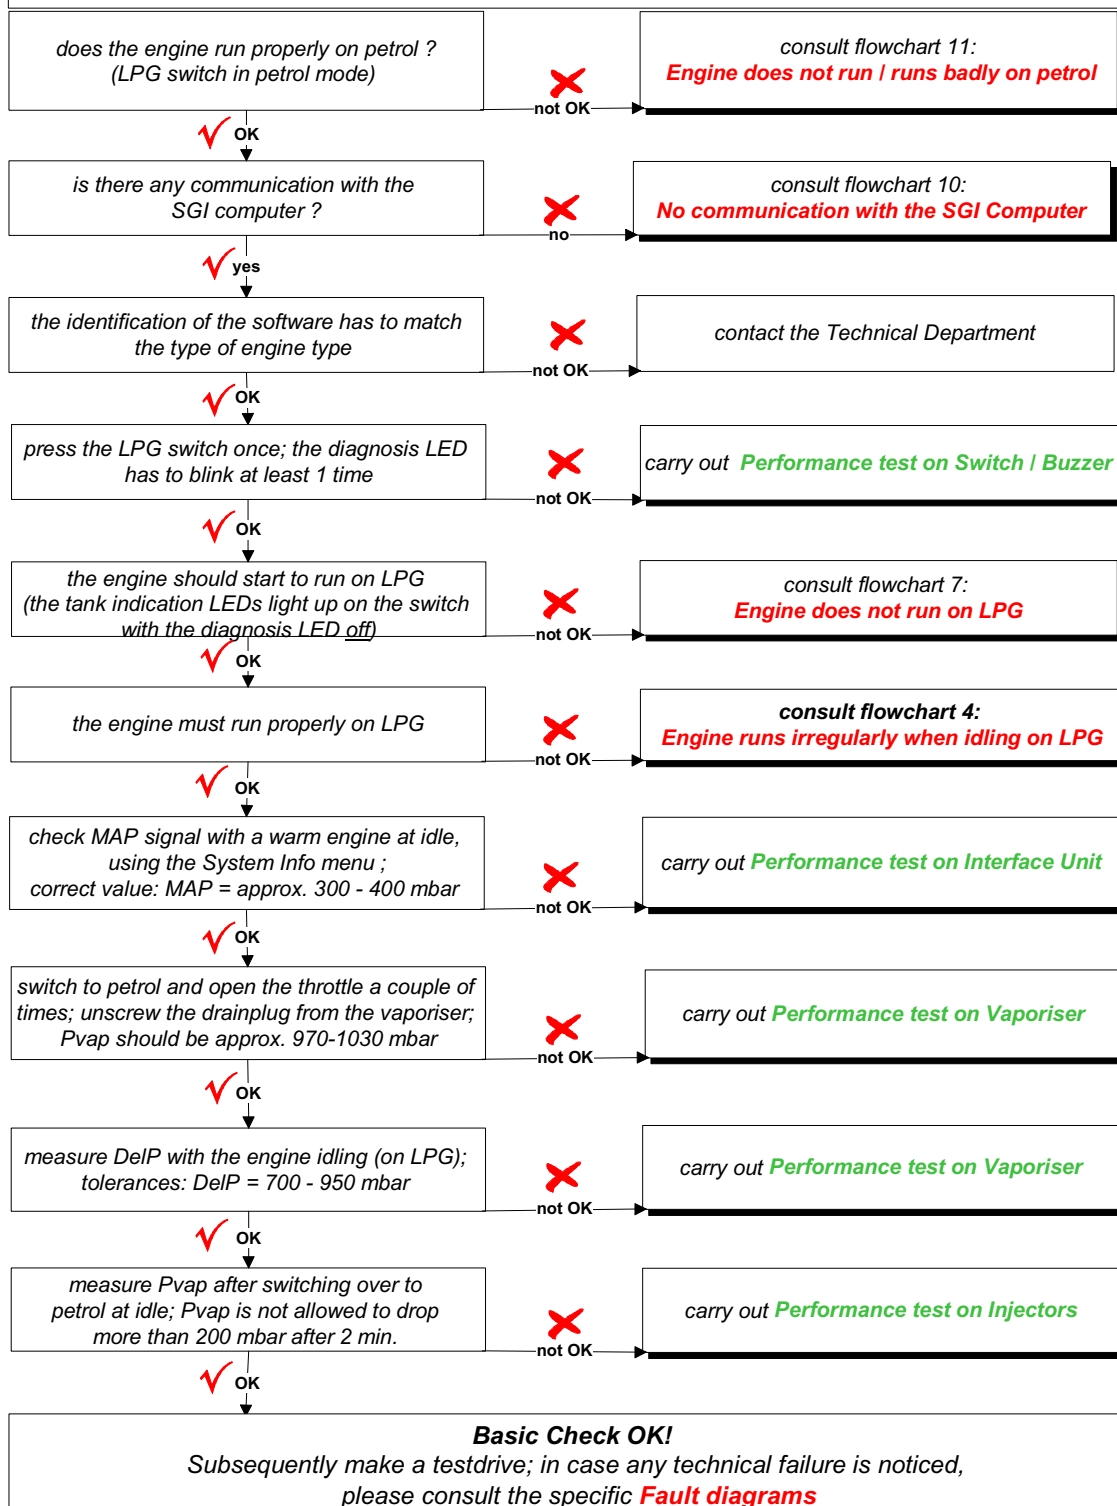 does the engine run properly on petrol ?
(LPG switch in petrol mode)
not OK
consult flowchart 11:
Engine does not run / runs badly on petrol
OK
is there any communication with the
SGI computer ?
no
consult flowchart 10:
No communication with the SGI Computer
yes
the identification of the software has to match
the type of engine type
not OK
contact the Technical Department
OK
press the LPG switch once; the diagnosis LED
has to blink at least 1 time
not OK
carry out Performance test on Switch / Buzzer
OK
the engine should start to run on LPG
(the tank indication LEDs light up on the switch
with the diagnosis LED off)
not OK
consult flowchart 7:
Engine does not run on LPG
OK
the engine must run properly on LPG
not OK
consult flowchart 4:
Engine runs irregularly when idling on LPG
OK
check MAP signal with a warm engine at idle,
using the System Info menu ;
correct value: MAP = approx. 300 - 400 mbar
not OK
carry out Performance test on Interface Unit
OK
switch to petrol and open the throttle a couple of
times; unscrew the drainplug from the vaporiser;
Pvap should be approx. 970-1030 mbar
not OK
carry out Performance test on Vaporiser
OK
measure DelP with the engine idling (on LPG);
tolerances: DelP = 700 - 950 mbar
not OK
carry out Performance test on Vaporiser
OK
measure Pvap after switching over to
petrol at idle; Pvap is not allowed to drop
more than 200 mbar after 2 min.
not OK
carry out Performance test on Injectors
OK
Basic Check OK!
Subsequently make a testdrive; in case any technical failure is noticed,
please consult the specific Fault diagrams